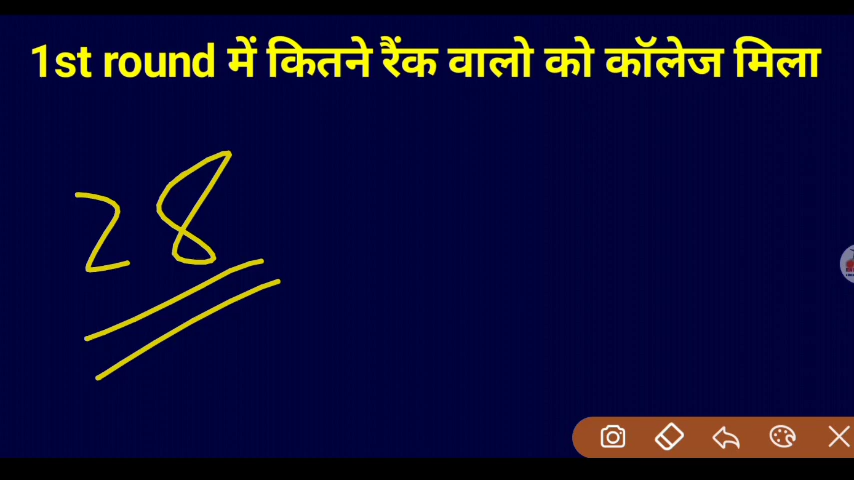 1st round में कितने रैंक वालो को कॉलेज मिला
28